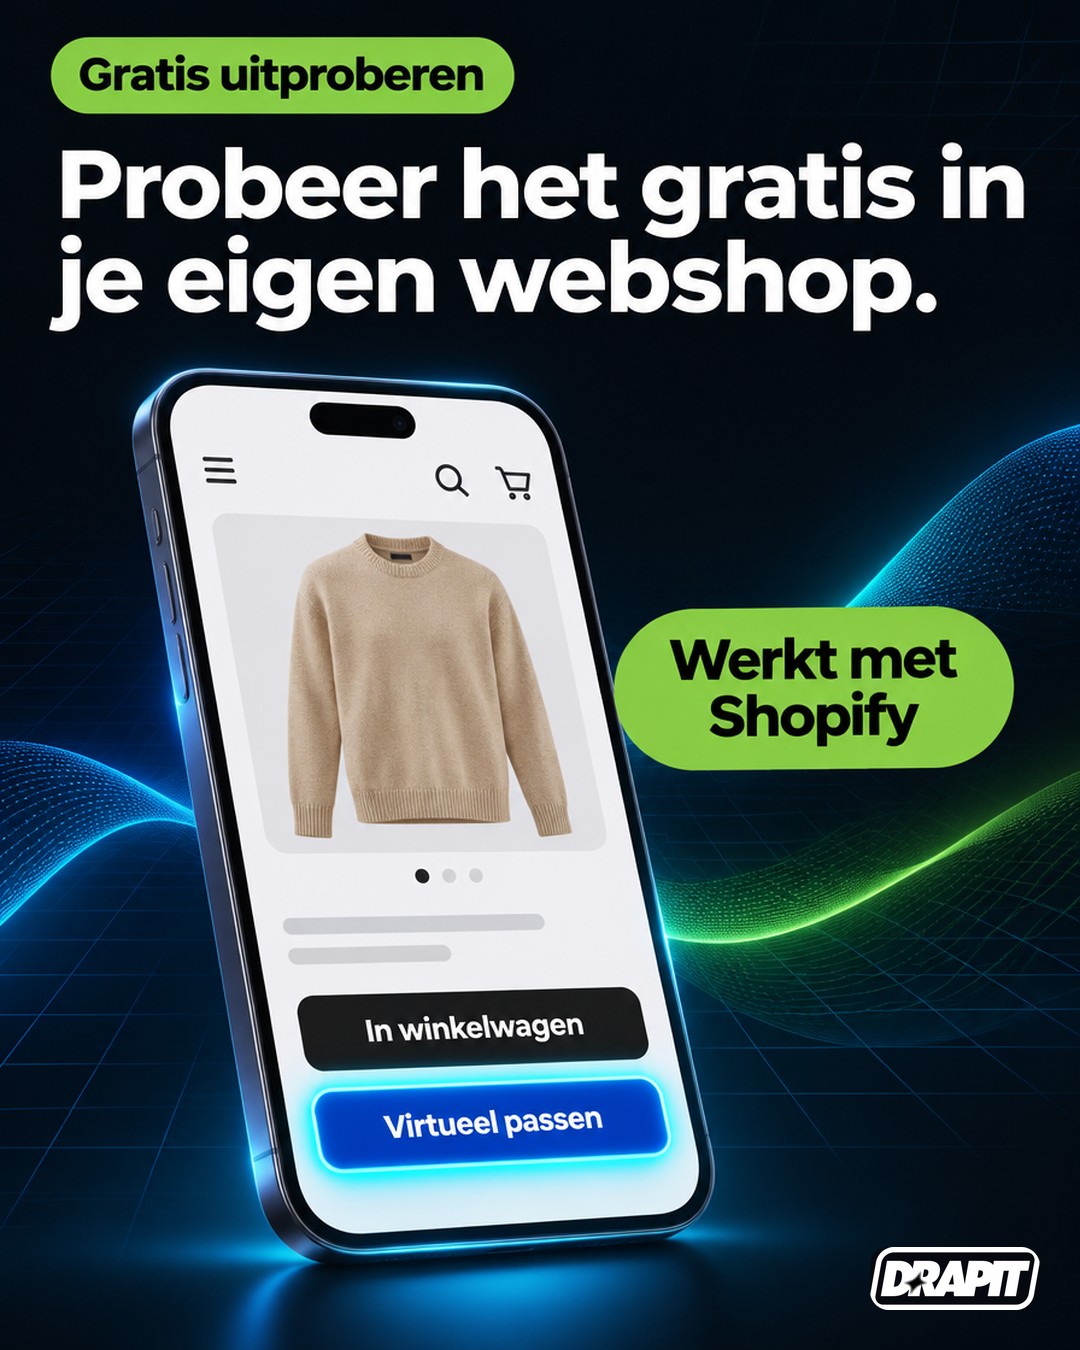 Gratis uitproberen
Probeer het gratis in
je eigen webshop.
Werkt met
Shopify
In winkelwagen
Virtueel passen
DRAPIT